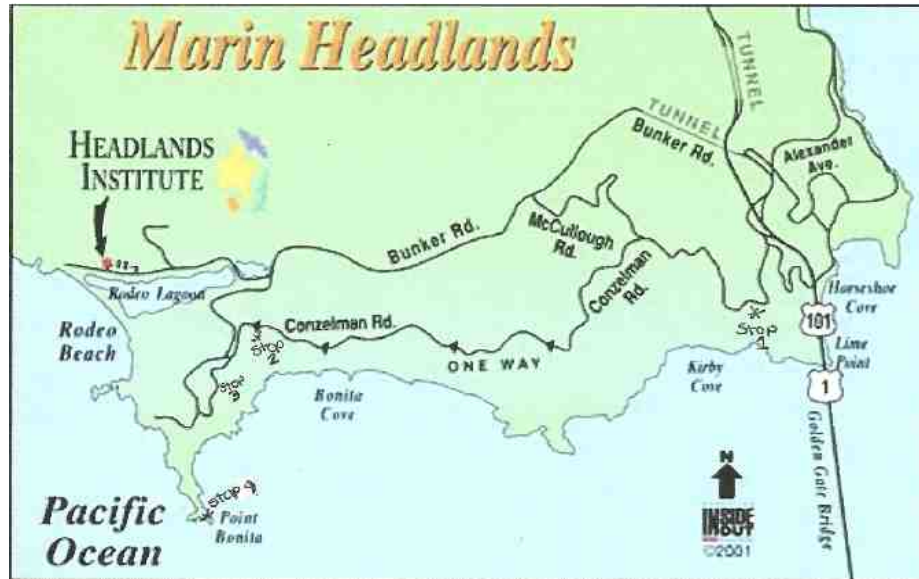 Marin Headlands
HEADLANDS
INSTITUTE
TUNNEL
TUNNEL
Bunker Rd.
Alexander
Ave.
McCullough
Rd.
Bunker Rd.
Conzelman
Rd.
Rodeo Lagoon
Rodeo
Beach
Conzelman Rd.
ONE WAY
Stop
1
Stop
2
Stop
3
Stop 4
Horseshoe
Cove
101
Lime
Point
1
Kirby
Cove
Bonita
Cove
Point
Bonita
Golden Gate Bridge
Pacific
Ocean
N
INSIDE
OUT
©2001